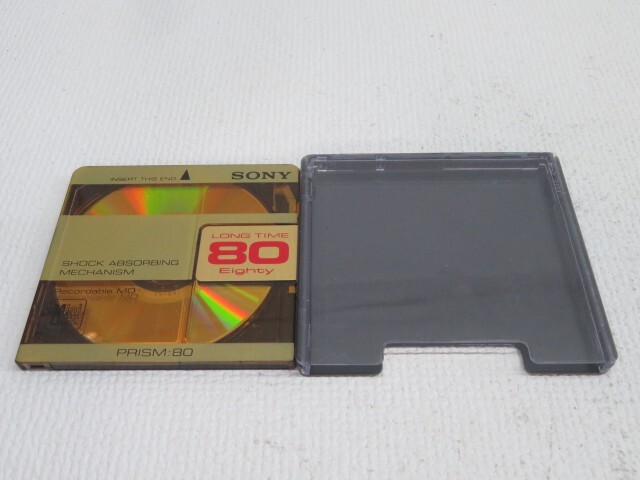 INSERT THIS END
SONY
LONG TIME
80
Eighty
SHOCK ABSORBING
MECHANISM
Recordable MD
PRISM:80